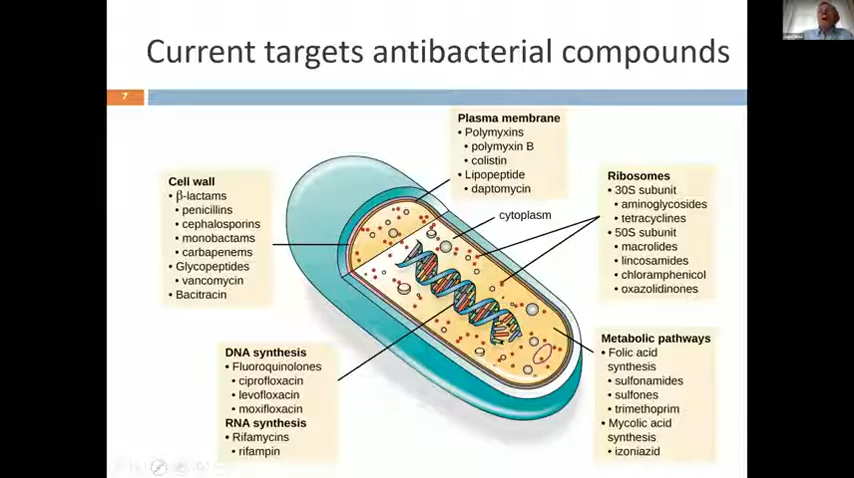 Current targets antibacterial compounds
7
Plasma membrane
• Polymyxins
• polymyxin B
• colistin
• Lipopeptide
• daptomycin
Cell wall
• β-lactams
• penicillins
• cephalosporins
• monobactams
• carbapenems
• Glycopeptides
• vancomycin
• Bacitracin
cytoplasm
Ribosomes
• 30S subunit
• aminoglycosides
• tetracyclines
• 50S subunit
• macrolides
• lincosamides
• chloramphenicol
• oxazolidinones
DNA synthesis
• Fluoroquinolones
• ciprofloxacin
• levofloxacin
• moxifloxacin
RNA synthesis
• Rifamycins
• rifampin
Metabolic pathways
• Folic acid
synthesis
• sulfonamides
• sulfones
• trimethoprim
• Mycolic acid
synthesis
• izoniazid